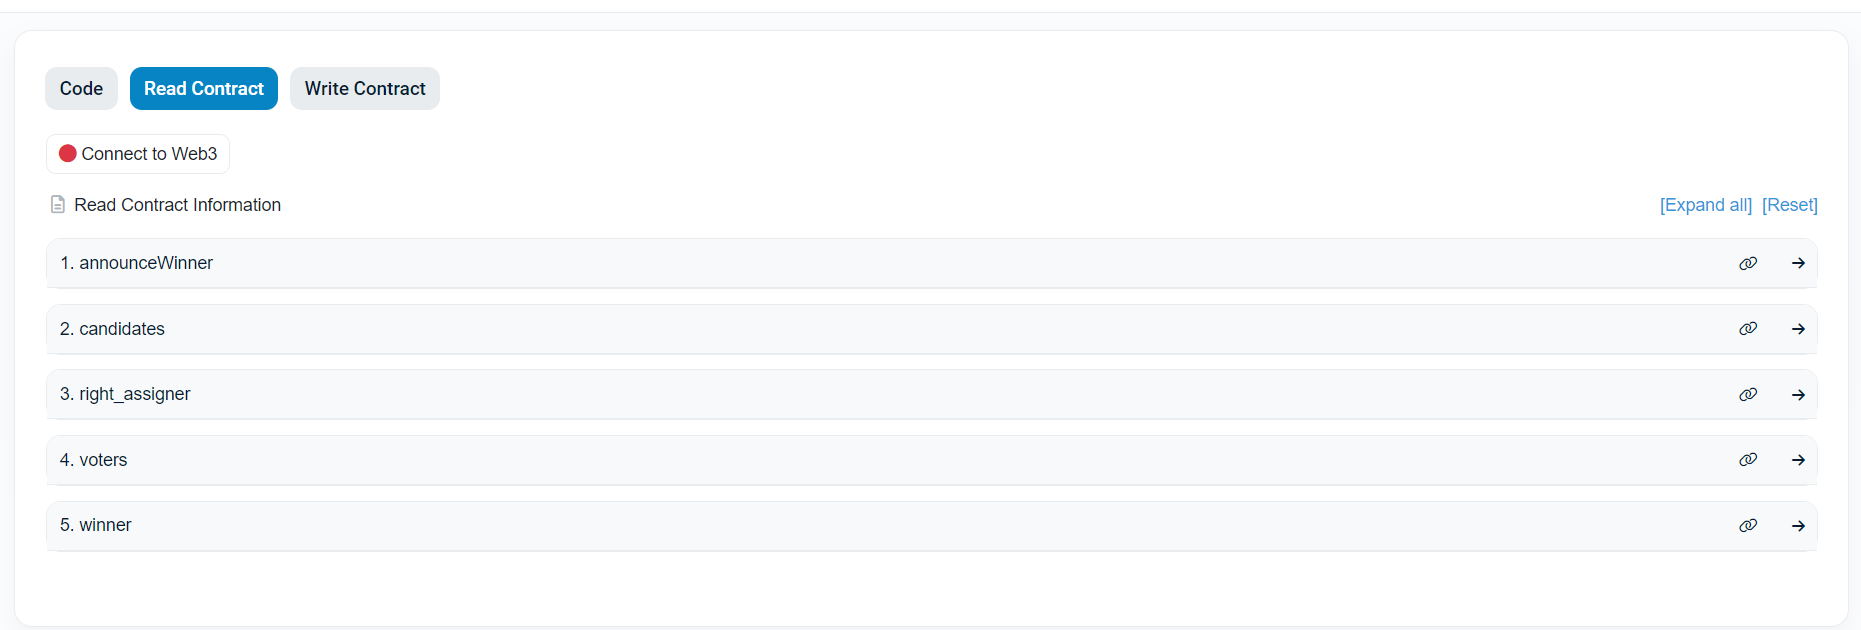 Code Read Contract Write Contract
Connect to Web3
Read Contract Information [Expand all] [Reset]
1. announceWinner
2. candidates
3. right_assigner
4. voters
5. winner